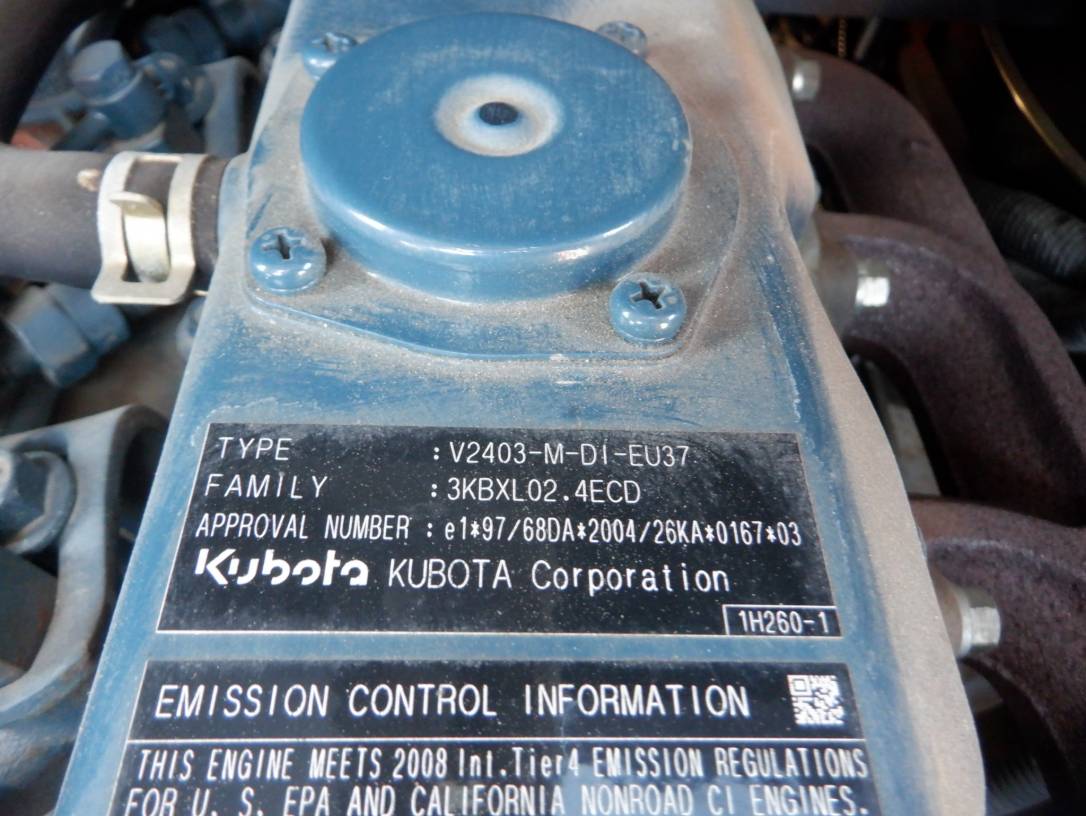 TYPE : V2403-M-DI-EU37
FAMILY : 3KBXL02.4ECD
APPROVAL NUMBER : e1*97/68DA*2004/26KA*0167*03
Kubota KUBOTA Corporation
1H260-1
EMISSION CONTROL INFORMATION
THIS ENGINE MEETS 2008 Int.Tier4 EMISSION REGULATIONS
FOR U. S. EPA AND CALIFORNIA NONROAD CI ENGINES.